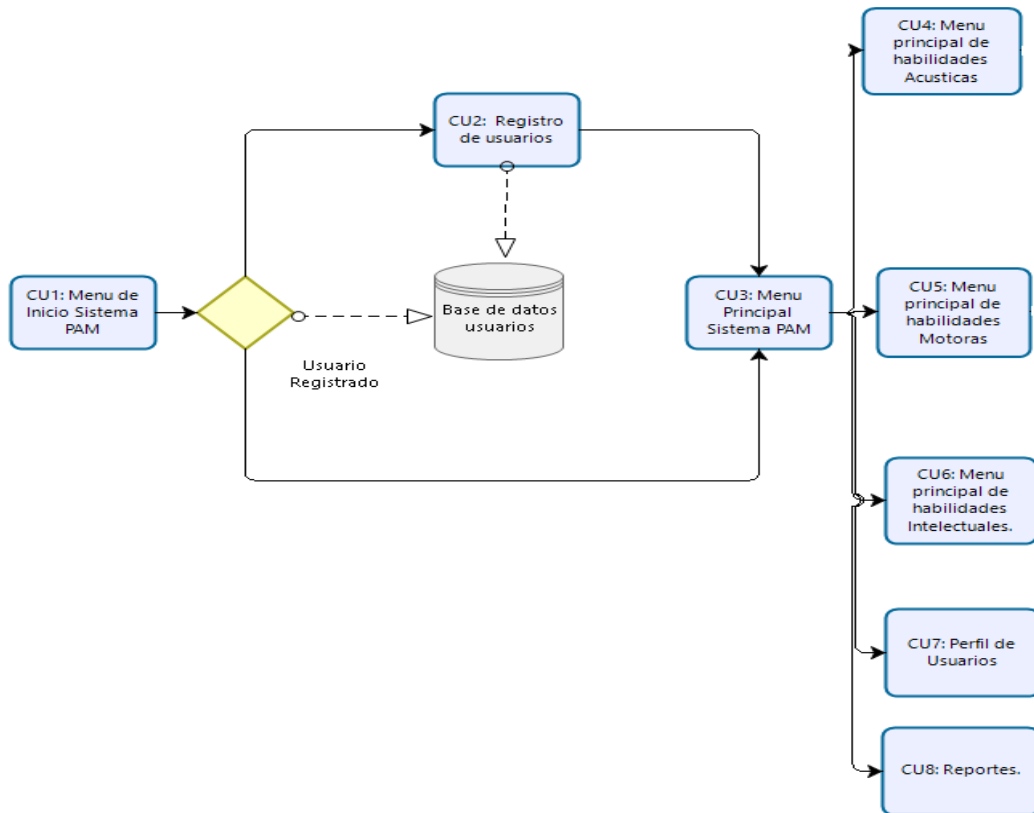 CU1: Menu de
Inicio Sistema
PAM
Usuario
Registrado
CU2:  Registro
de usuarios
Base de datos
usuarios
CU3: Menu
Principal
Sistema PAM
CU4: Menu
principal de
habilidades
Acusticas
CU5: Menu
principal de
habilidades
Motoras
CU6: Menu
principal de
habilidades
Intelectuales.
CU7: Perfil de
Usuarios
CU8: Reportes.